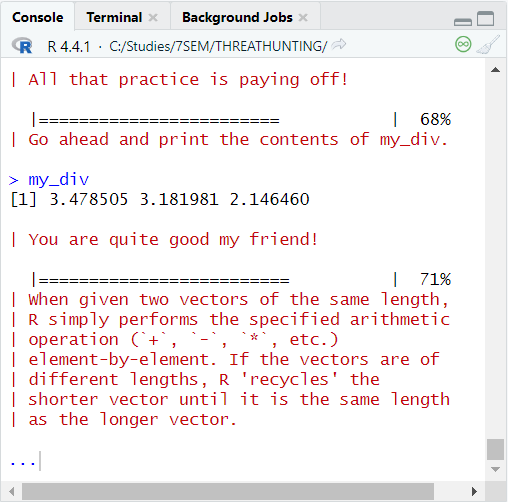 Console Terminal × Background Jobs ×
R R 4.4.1 · C:/Studies/7SEM/THREATHUNTING/
| All that practice is paying off!
|======================== | 68%
| Go ahead and print the contents of my_div.
> my_div
[1] 3.478505 3.181981 2.146460
| You are quite good my friend!
|========================= | 71%
| When given two vectors of the same length,
| R simply performs the specified arithmetic
| operation (`+`, `-`, `*`, etc.)
| element-by-element. If the vectors are of
| different lengths, R 'recycles' the
| shorter vector until it is the same length
| as the longer vector.
...